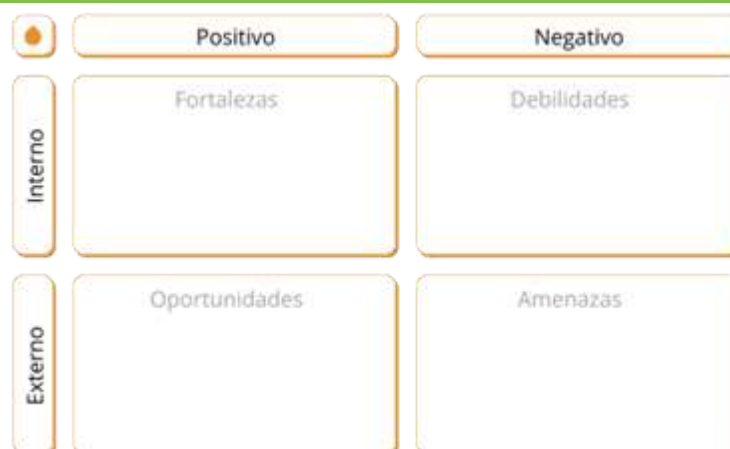 Positivo
Negativo
Interno
Fortalezas
Debilidades
Externo
Oportunidades
Amenazas